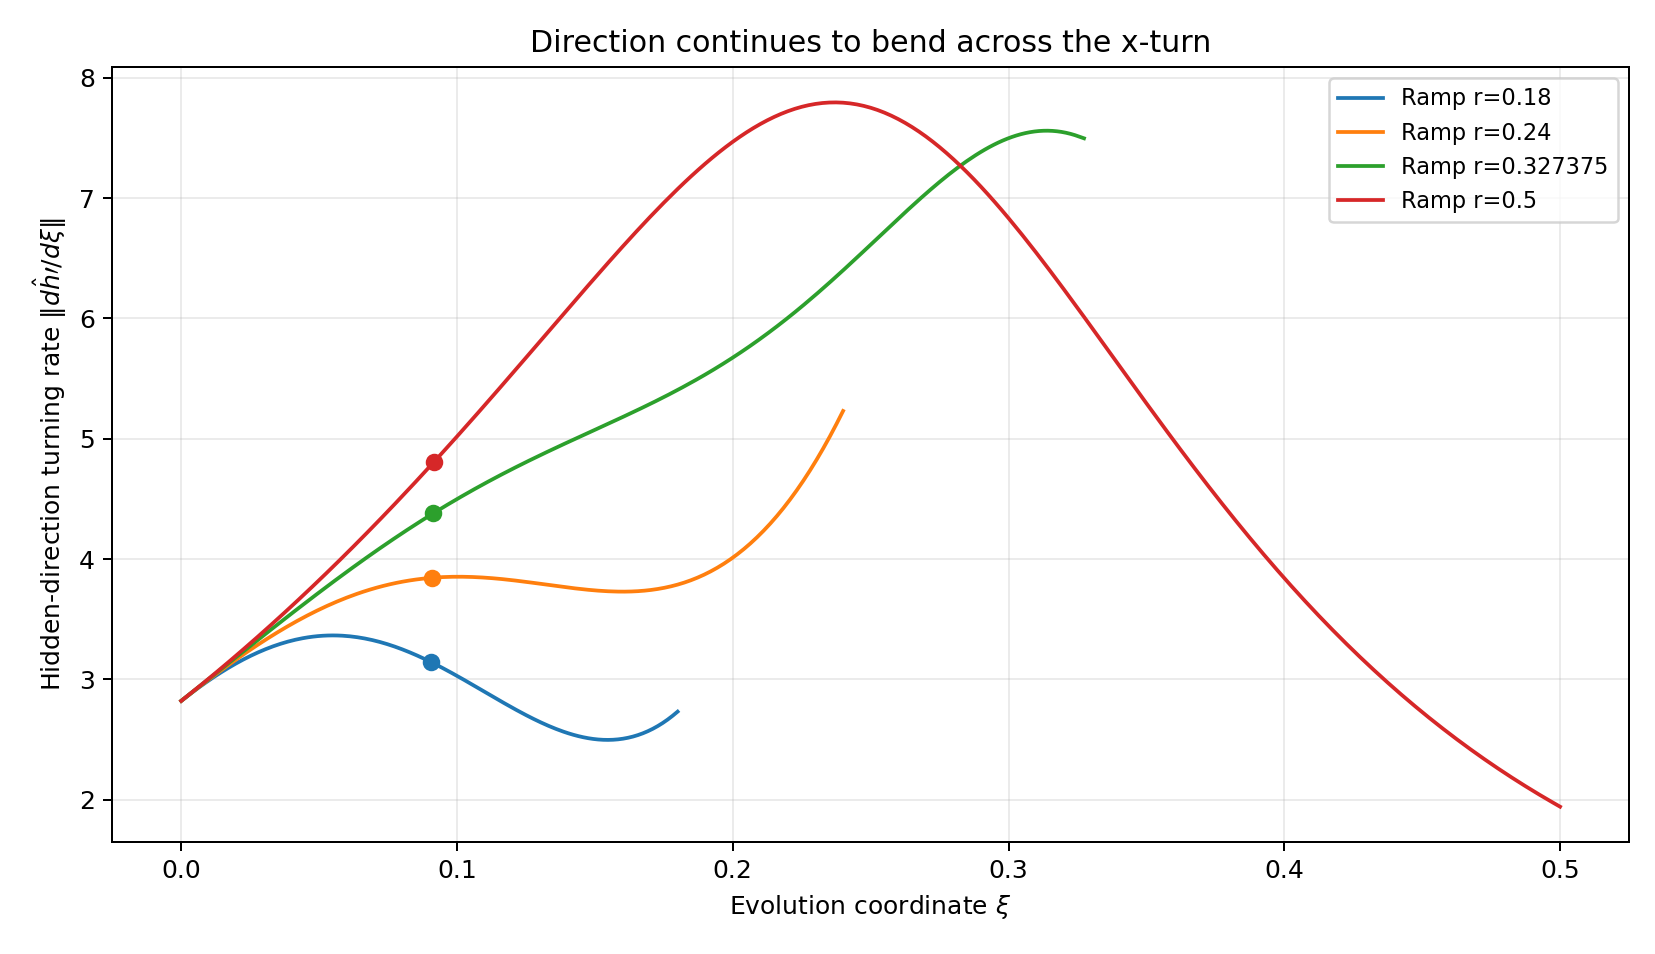 Direction continues to bend across the x-turn
Hidden-direction turning rate ‖dĥ′/dξ‖
8
7
6
5
4
3
2
Ramp r=0.18
Ramp r=0.24
Ramp r=0.327375
Ramp r=0.5
0.0 0.1 0.2 0.3 0.4 0.5
Evolution coordinate ξ